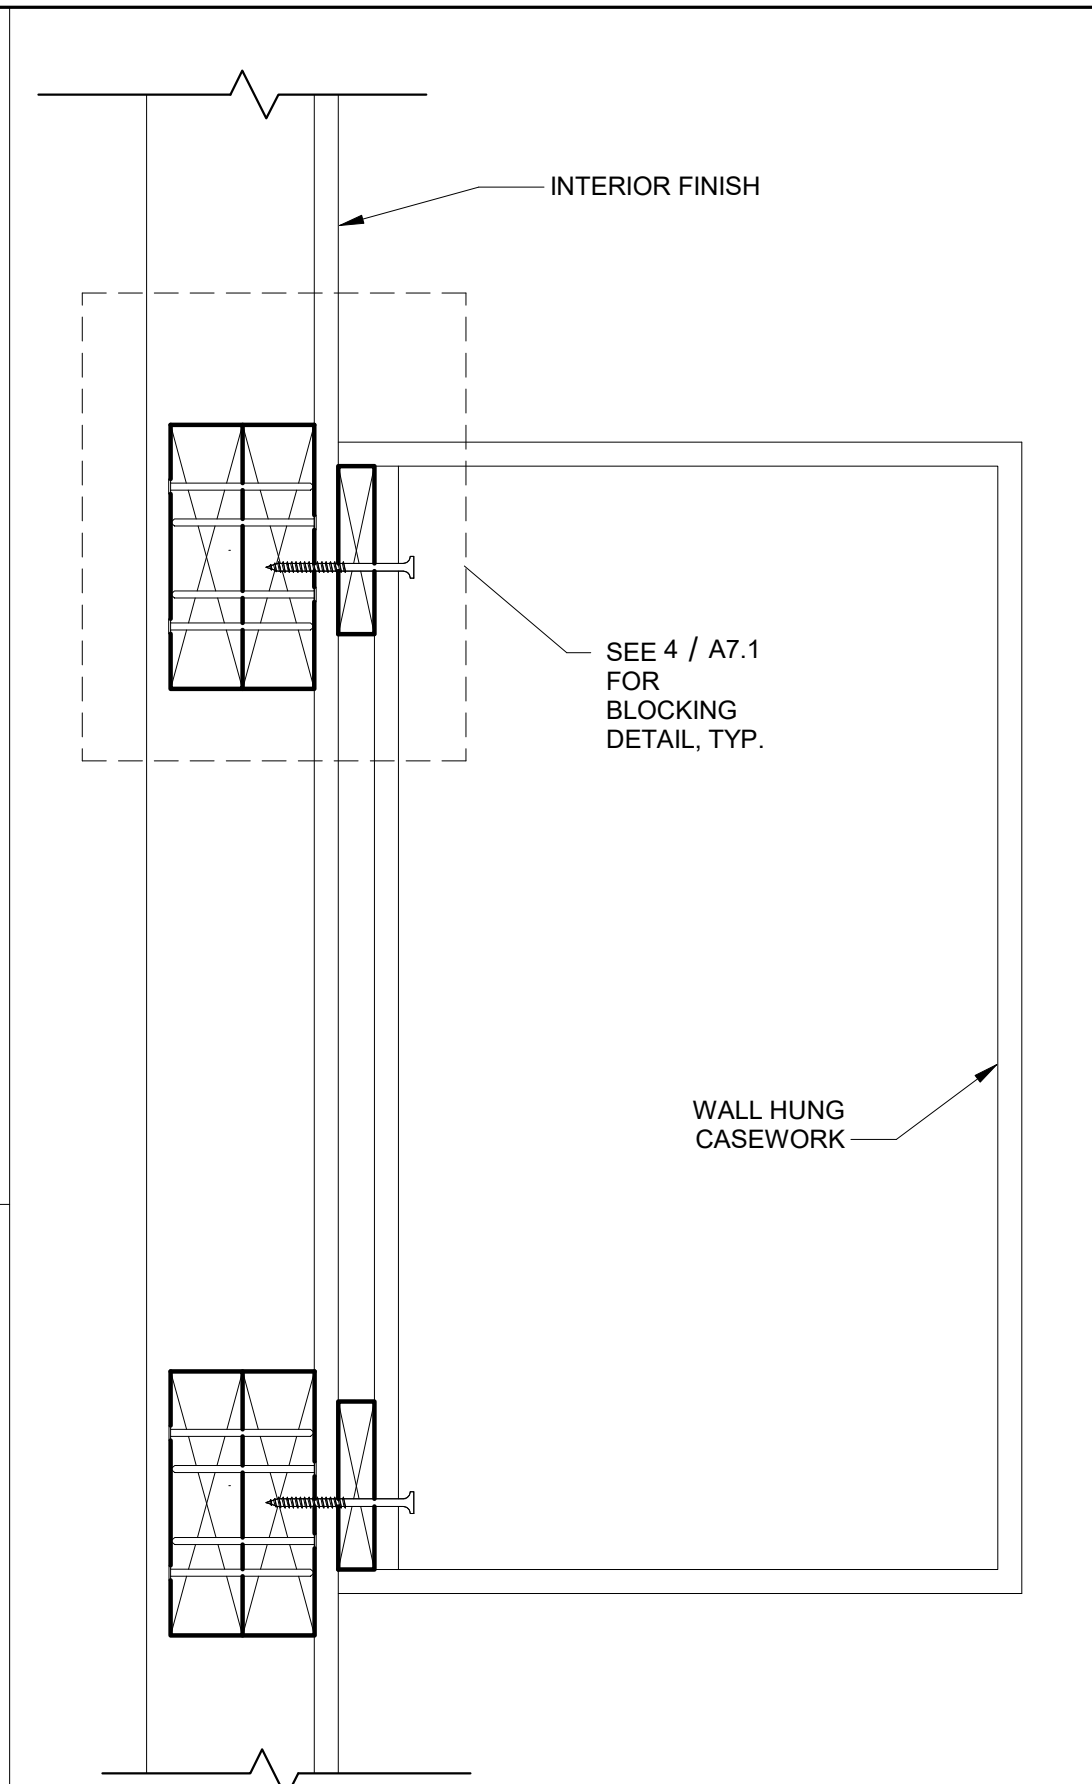 INTERIOR FINISH
SEE 4 / A7.1
FOR
BLOCKING
DETAIL, TYP.
WALL HUNG
CASEWORK